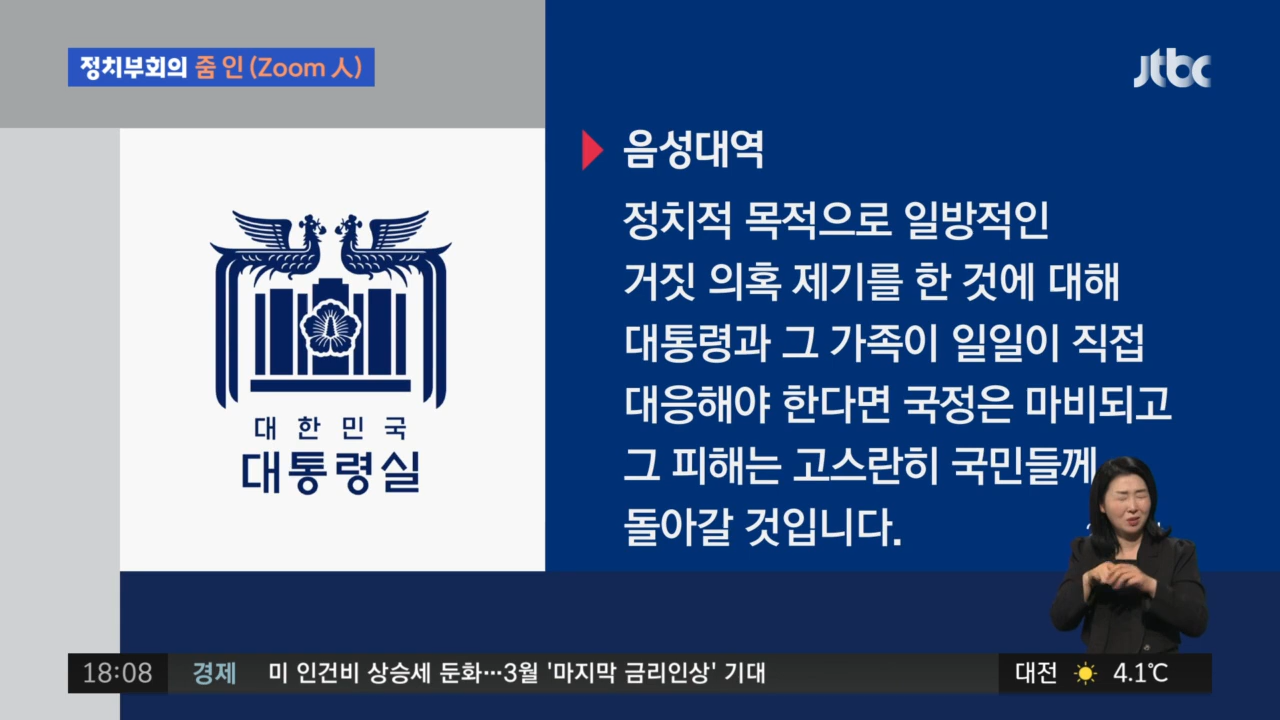 정치부회의 줌 인 (Zoom 人)
jtbc
음성대역
정치적 목적으로 일방적인
거짓 의혹 제기를 한 것에 대해
대통령과 그 가족이 일일이 직접
대응해야 한다면 국정은 마비되고
그 피해는 고스란히 국민들께
돌아갈 것입니다.
대한민국
대통령실
18:08 경제 미 인건비 상승세 둔화…3월 '마지막 금리인상' 기대 대전 4.1℃